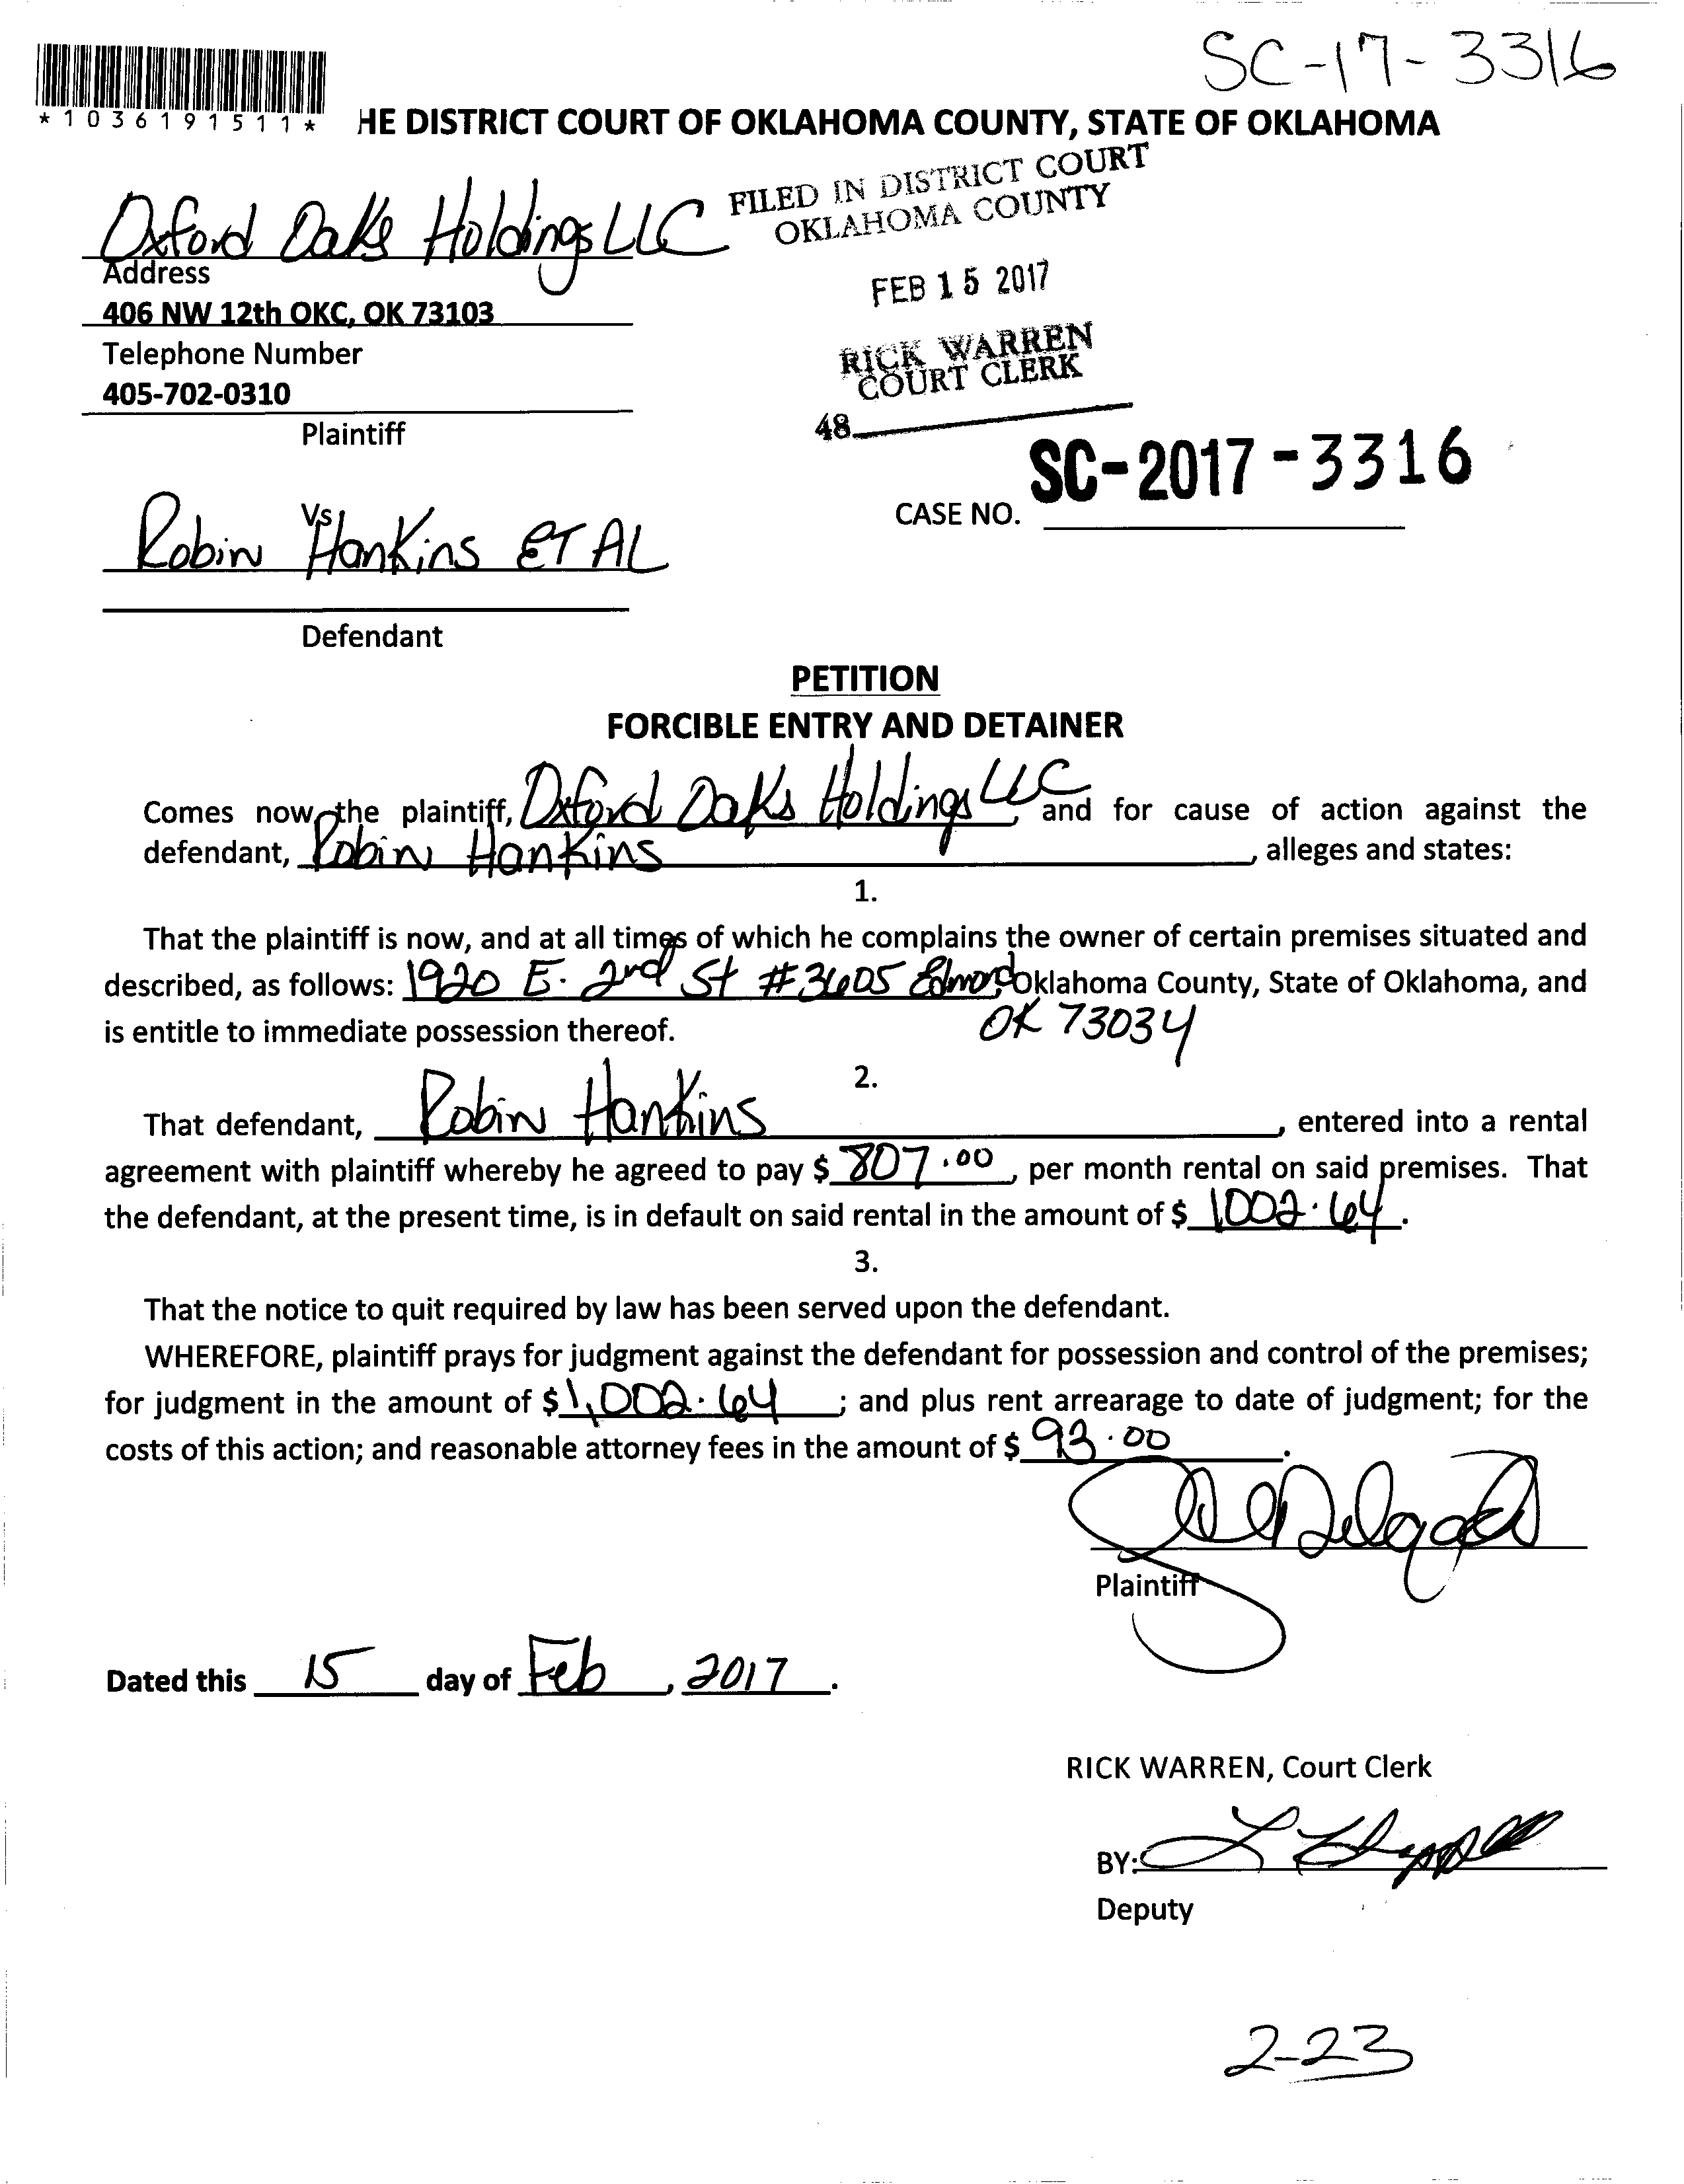 SC-17-3316
*1036191511*
HE DISTRICT COURT OF OKLAHOMA COUNTY, STATE OF OKLAHOMA
FILED IN DISTRICT COURT
OKLAHOMA COUNTY
FEB 15 2017
RICK WARREN
COURT CLERK
48
Oxford Oaks Holdings LLC
Address
406 NW 12th OKC, OK 73103
Telephone Number
405-702-0310
Plaintiff
SC-2017-3316
CASE NO.
Vs
Robin Hankins ET AL
Defendant
PETITION
FORCIBLE ENTRY AND DETAINER
Comes now the plaintiff, Oxford Oaks Holdings LLC, and for cause of action against the
defendant, Robin Hankins, alleges and states:
1.
That the plaintiff is now, and at all times of which he complains the owner of certain premises situated and
described, as follows: 1920 E. 2nd St #3605 Edmond, Oklahoma County, State of Oklahoma, and
is entitle to immediate possession thereof. OK 73034
2.
That defendant, Robin Hankins, entered into a rental
agreement with plaintiff whereby he agreed to pay $ 807.00, per month rental on said premises. That
the defendant, at the present time, is in default on said rental in the amount of $ 1002.64.
3.
That the notice to quit required by law has been served upon the defendant.
WHEREFORE, plaintiff prays for judgment against the defendant for possession and control of the premises;
for judgment in the amount of $ 1,002.64; and plus rent arrearage to date of judgment; for the
costs of this action; and reasonable attorney fees in the amount of $ 93.00.
Plaintiff
Dated this 15 day of Feb, 2017.
RICK WARREN, Court Clerk
BY:
Deputy
2-23